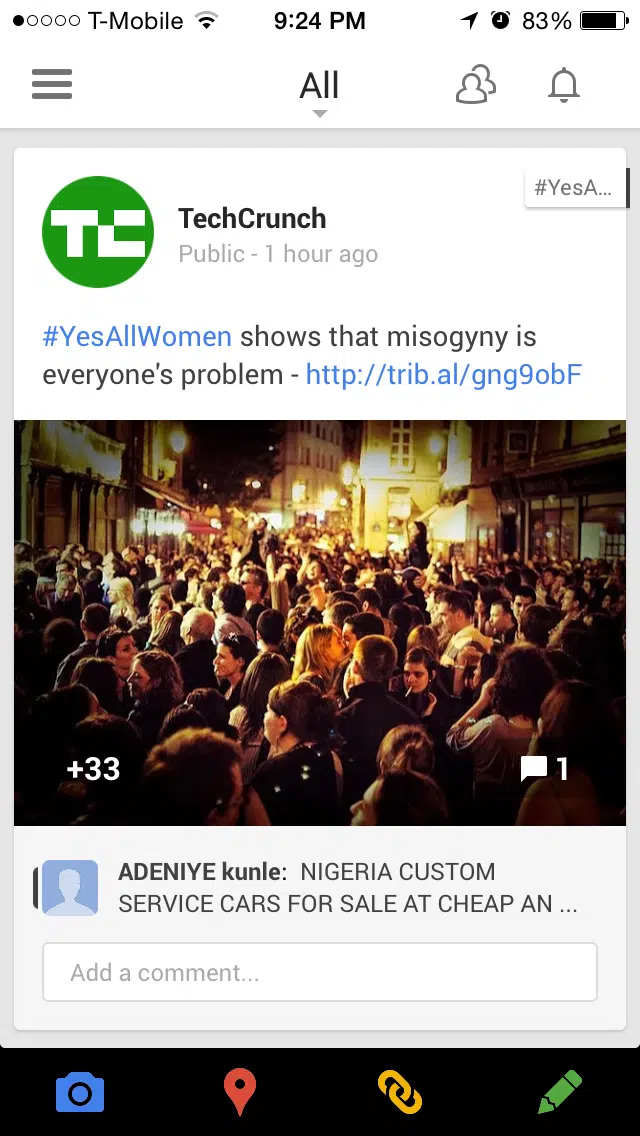 T-Mobile 9:24 PM 83%
All
#YesA...
TC
TechCrunch
Public - 1 hour ago
#YesAllWomen shows that misogyny is
everyone's problem - http://trib.al/gng9obF
+33 1
ADENIYE kunle: NIGERIA CUSTOM
SERVICE CARS FOR SALE AT CHEAP AN ...
Add a comment...